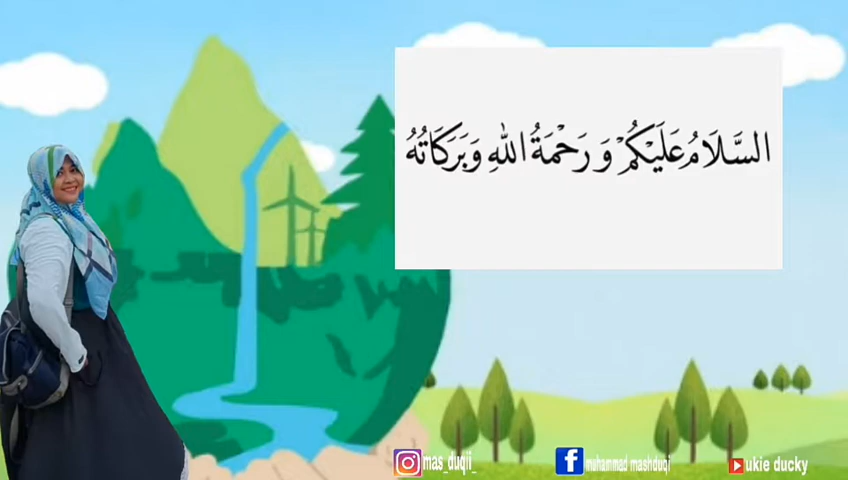 السَّلَامُ عَلَيْكُمْ وَ رَحْمَةُ اللهِ وَبَرَكَاتُهُ
mas_duqii_
muhammad mashduqi
ukie ducky